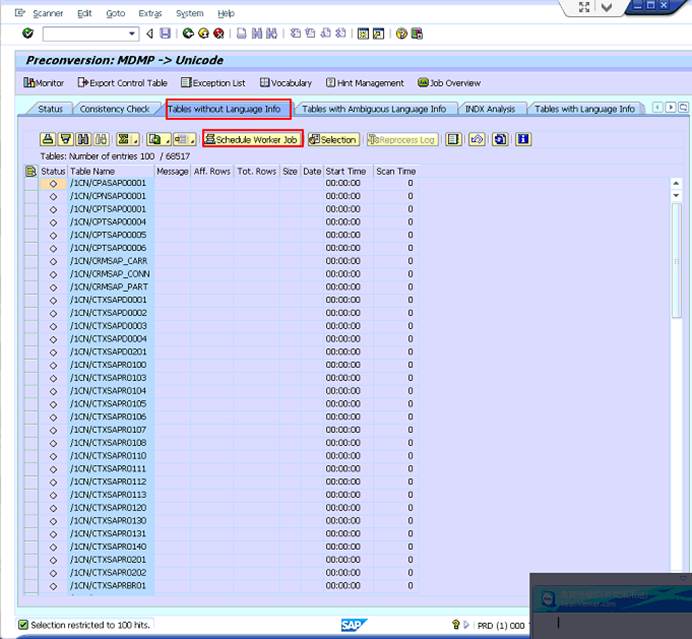 Scanner Edit Goto Extras System Help
Preconversion: MDMP -> Unicode
Monitor Export Control Table Exception List Vocabulary Hint Management Job Overview
Status Consistency Check Tables without Language Info Tables with Ambiguous Language Info INDX Analysis Tables with Language Info
Schedule Worker Job Selection Reprocess Log
Tables: Number of entries 100 / 68517
Status Table Name Message Aff. Rows Tot. Rows Size Date Start Time Scan Time
/1CN/CPASAP00001 00:00:00 0
/1CN/CPNSAP00001 00:00:00 0
/1CN/CPTSAP00001 00:00:00 0
/1CN/CPTSAP00004 00:00:00 0
/1CN/CPTSAP00005 00:00:00 0
/1CN/CPTSAP00006 00:00:00 0
/1CN/CRMSAP_CARR 00:00:00 0
/1CN/CRMSAP_CONN 00:00:00 0
/1CN/CRMSAP_PART 00:00:00 0
/1CN/CTXSAPD0001 00:00:00 0
/1CN/CTXSAPD0002 00:00:00 0
/1CN/CTXSAPD0003 00:00:00 0
/1CN/CTXSAPD0004 00:00:00 0
/1CN/CTXSAPD0201 00:00:00 0
/1CN/CTXSAPR0100 00:00:00 0
/1CN/CTXSAPR0103 00:00:00 0
/1CN/CTXSAPR0104 00:00:00 0
/1CN/CTXSAPR0105 00:00:00 0
/1CN/CTXSAPR0106 00:00:00 0
/1CN/CTXSAPR0107 00:00:00 0
/1CN/CTXSAPR0108 00:00:00 0
/1CN/CTXSAPR0110 00:00:00 0
/1CN/CTXSAPR0111 00:00:00 0
/1CN/CTXSAPR0112 00:00:00 0
/1CN/CTXSAPR0113 00:00:00 0
/1CN/CTXSAPR0120 00:00:00 0
/1CN/CTXSAPR0130 00:00:00 0
/1CN/CTXSAPR0131 00:00:00 0
/1CN/CTXSAPR0140 00:00:00 0
/1CN/CTXSAPR0201 00:00:00 0
/1CN/CTXSAPR0202 00:00:00 0
/1CN/CTXSAPRBR01 00:00:00 0
Selection restricted to 100 hits. SAP PRD (1) 000